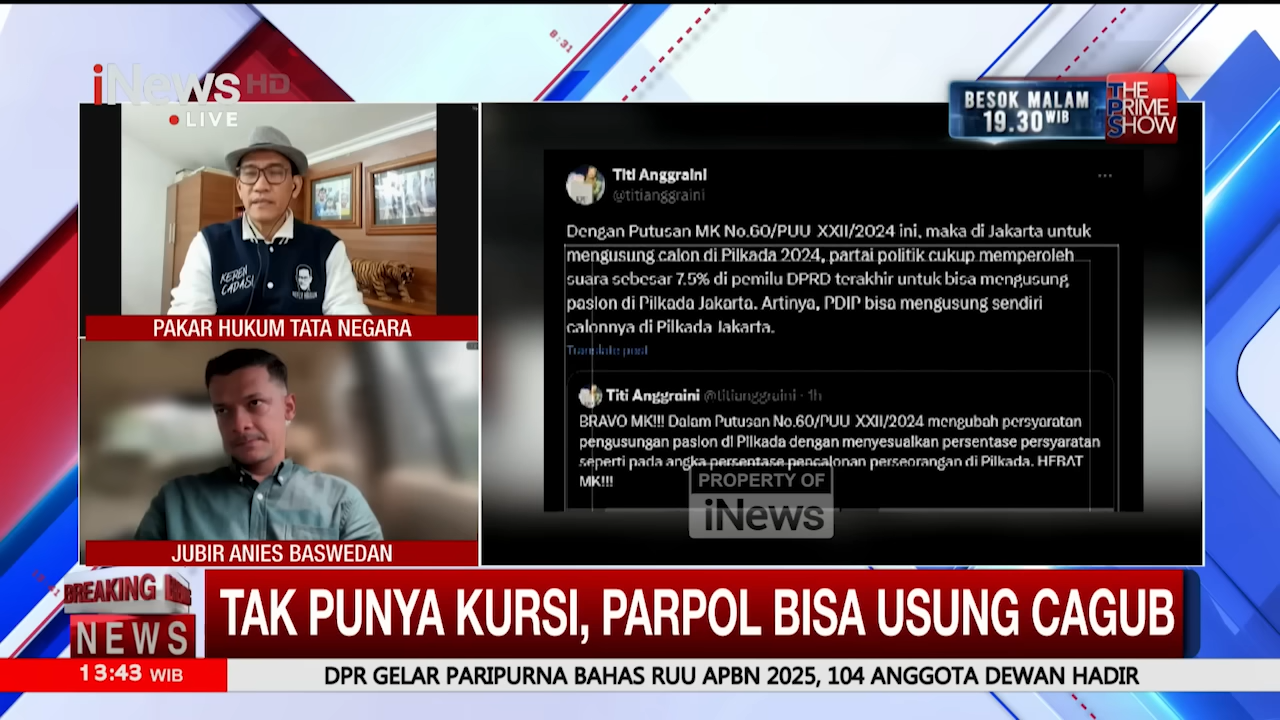 8:31
iNews HD
LIVE
BESOK MALAM
19.30 WIB
THE
PRIME
SHOW
TPS
KEREN
CADAS!
PAKAR HUKUM TATA NEGARA
JUBIR ANIES BASWEDAN
Titi Anggraini
@titianggraini
Dengan Putusan MK No.60/PUU XXII/2024 ini, maka di Jakarta untuk
mengusung calon di Pilkada 2024, partai politik cukup memperoleh
suara sebesar 7.5% di pemilu DPRD terakhir untuk bisa mengusung
paslon di Pilkada Jakarta. Artinya, PDIP bisa mengusung sendiri
calonnya di Pilkada Jakarta.
Translate post
Titi Anggraini @titianggraini · 1h
BRAVO MK!!! Dalam Putusan No.60/PUU XXII/2024 mengubah persyaratan
pengusungan paslon di Pilkada dengan menyesuaikan persentase persyaratan
seperti pada angka persentase pencalonan perseorangan di Pilkada. HEBAT
MK!!!
PROPERTY OF
iNews
BREAKING
NEWS
TAK PUNYA KURSI, PARPOL BISA USUNG CAGUB
13:43 WIB
DPR GELAR PARIPURNA BAHAS RUU APBN 2025, 104 ANGGOTA DEWAN HADIR